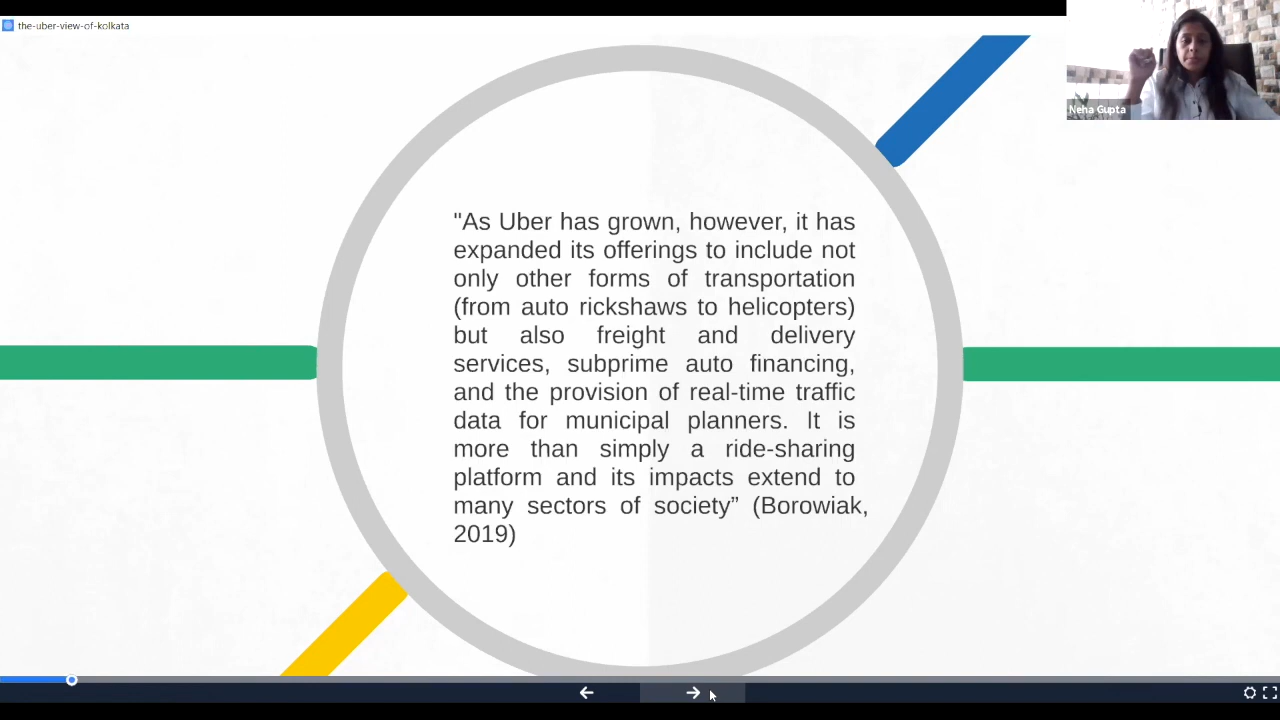 the-uber-view-of-kolkata
Neha Gupta
"As Uber has grown, however, it has
expanded its offerings to include not
only other forms of transportation
(from auto rickshaws to helicopters)
but also freight and delivery
services, subprime auto financing,
and the provision of real-time traffic
data for municipal planners. It is
more than simply a ride-sharing
platform and its impacts extend to
many sectors of society” (Borowiak,
2019)